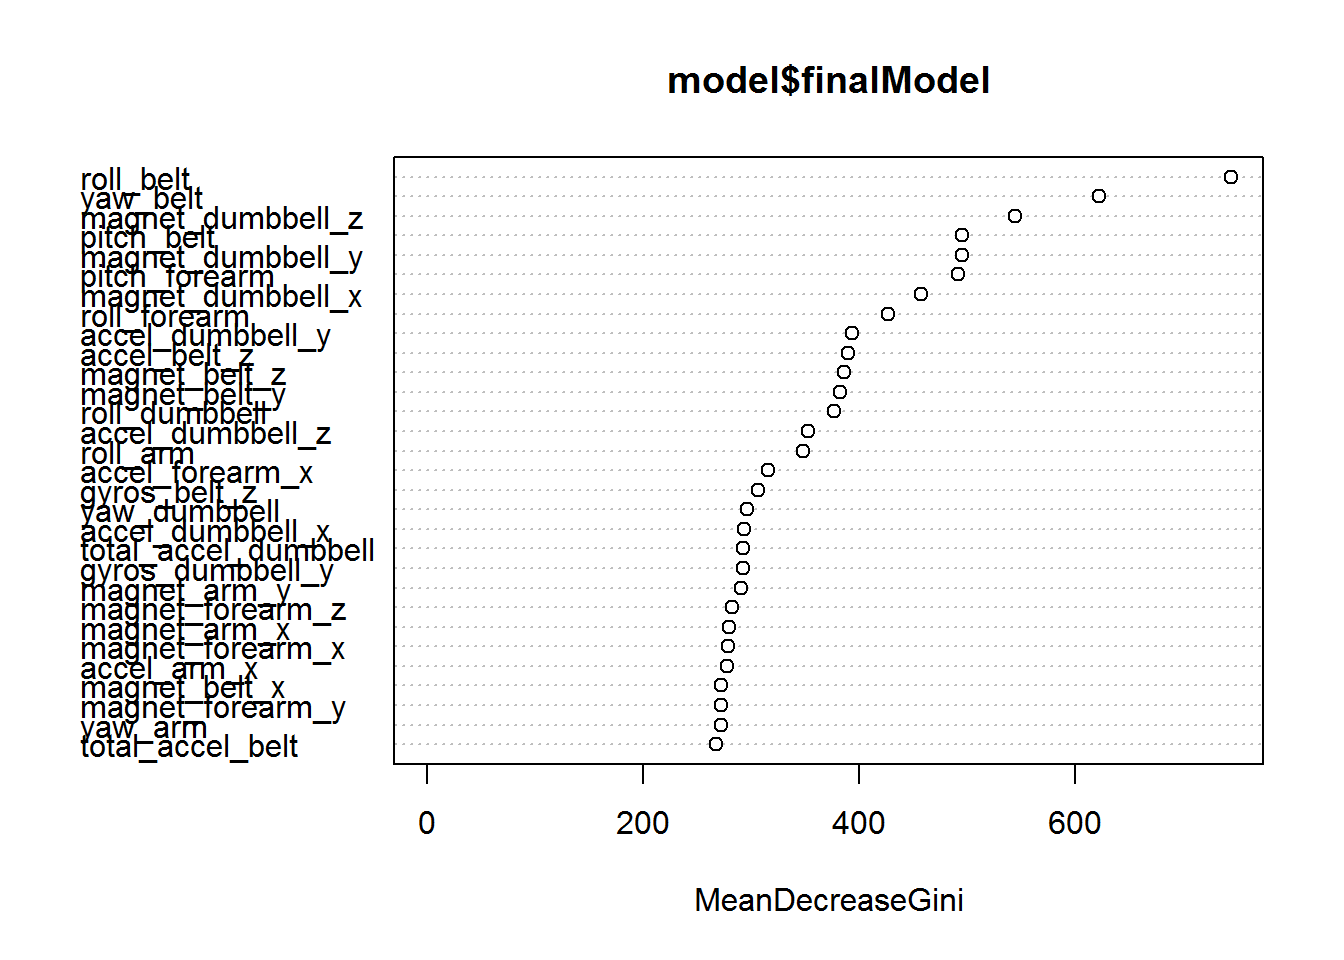 model$finalModel
roll_belt
yaw_belt
magnet_dumbbell_z
pitch_belt
magnet_dumbbell_y
pitch_forearm
magnet_dumbbell_x
roll_forearm
accel_dumbbell_y
accel_belt_z
magnet_belt_z
magnet_belt_y
roll_dumbbell
accel_dumbbell_z
roll_arm
accel_forearm_x
gyros_belt_z
yaw_dumbbell
accel_dumbbell_x
total_accel_dumbbell
gyros_dumbbell_y
magnet_arm_y
magnet_forearm_z
magnet_arm_x
magnet_forearm_x
accel_arm_x
magnet_belt_x
magnet_forearm_y
yaw_arm
total_accel_belt
0 200 400 600
MeanDecreaseGini